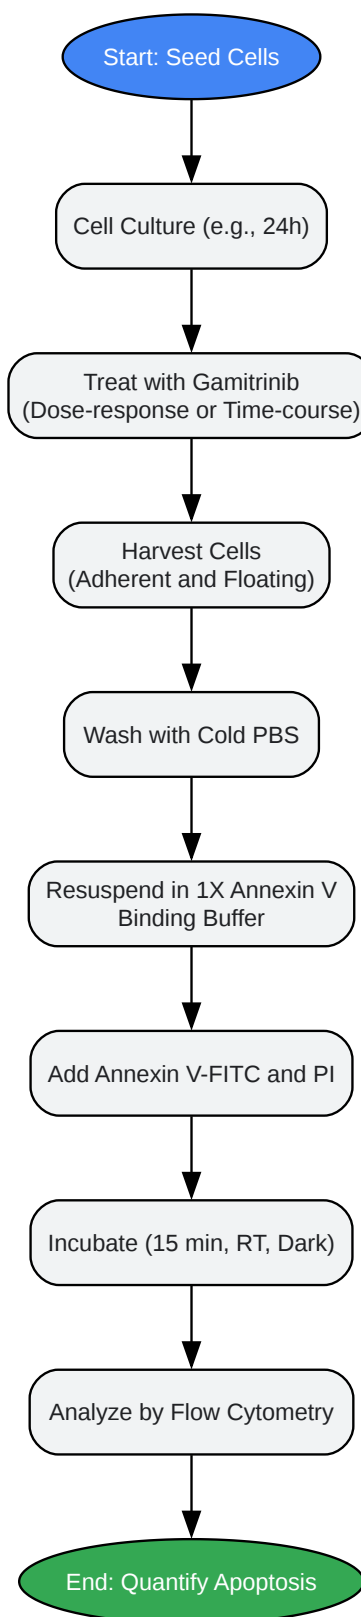 Start: Seed Cells
Cell Culture (e.g., 24h)
Treat with Gamitrinib
(Dose-response or Time-course)
Harvest Cells
(Adherent and Floating)
Wash with Cold PBS
Resuspend in 1X Annexin V
Binding Buffer
Add Annexin V-FITC and PI
Incubate (15 min, RT, Dark)
Analyze by Flow Cytometry
End: Quantify Apoptosis